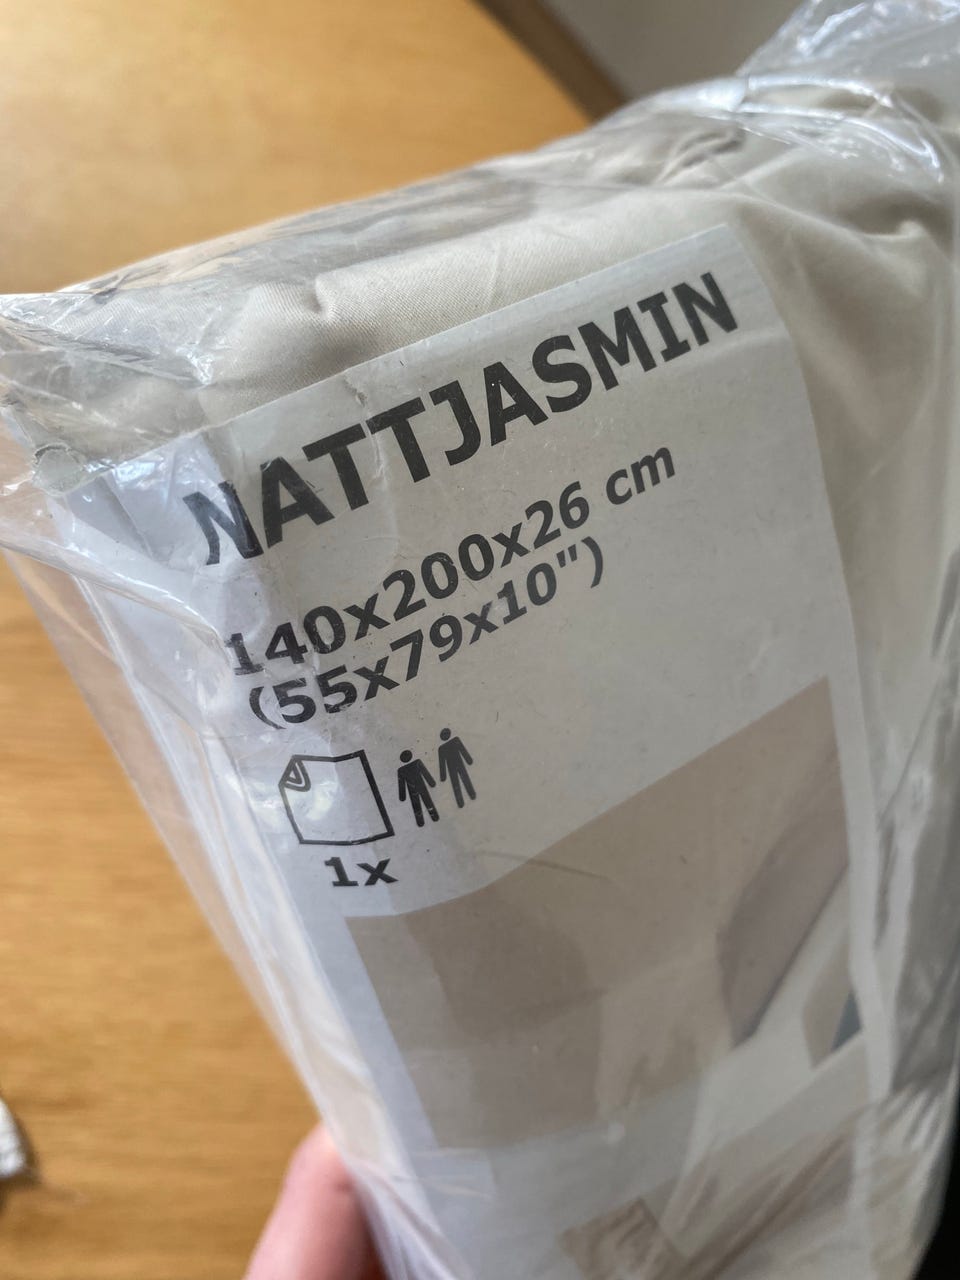 NATTJASMIN
140x200x26 cm
(55x79x10")
1x